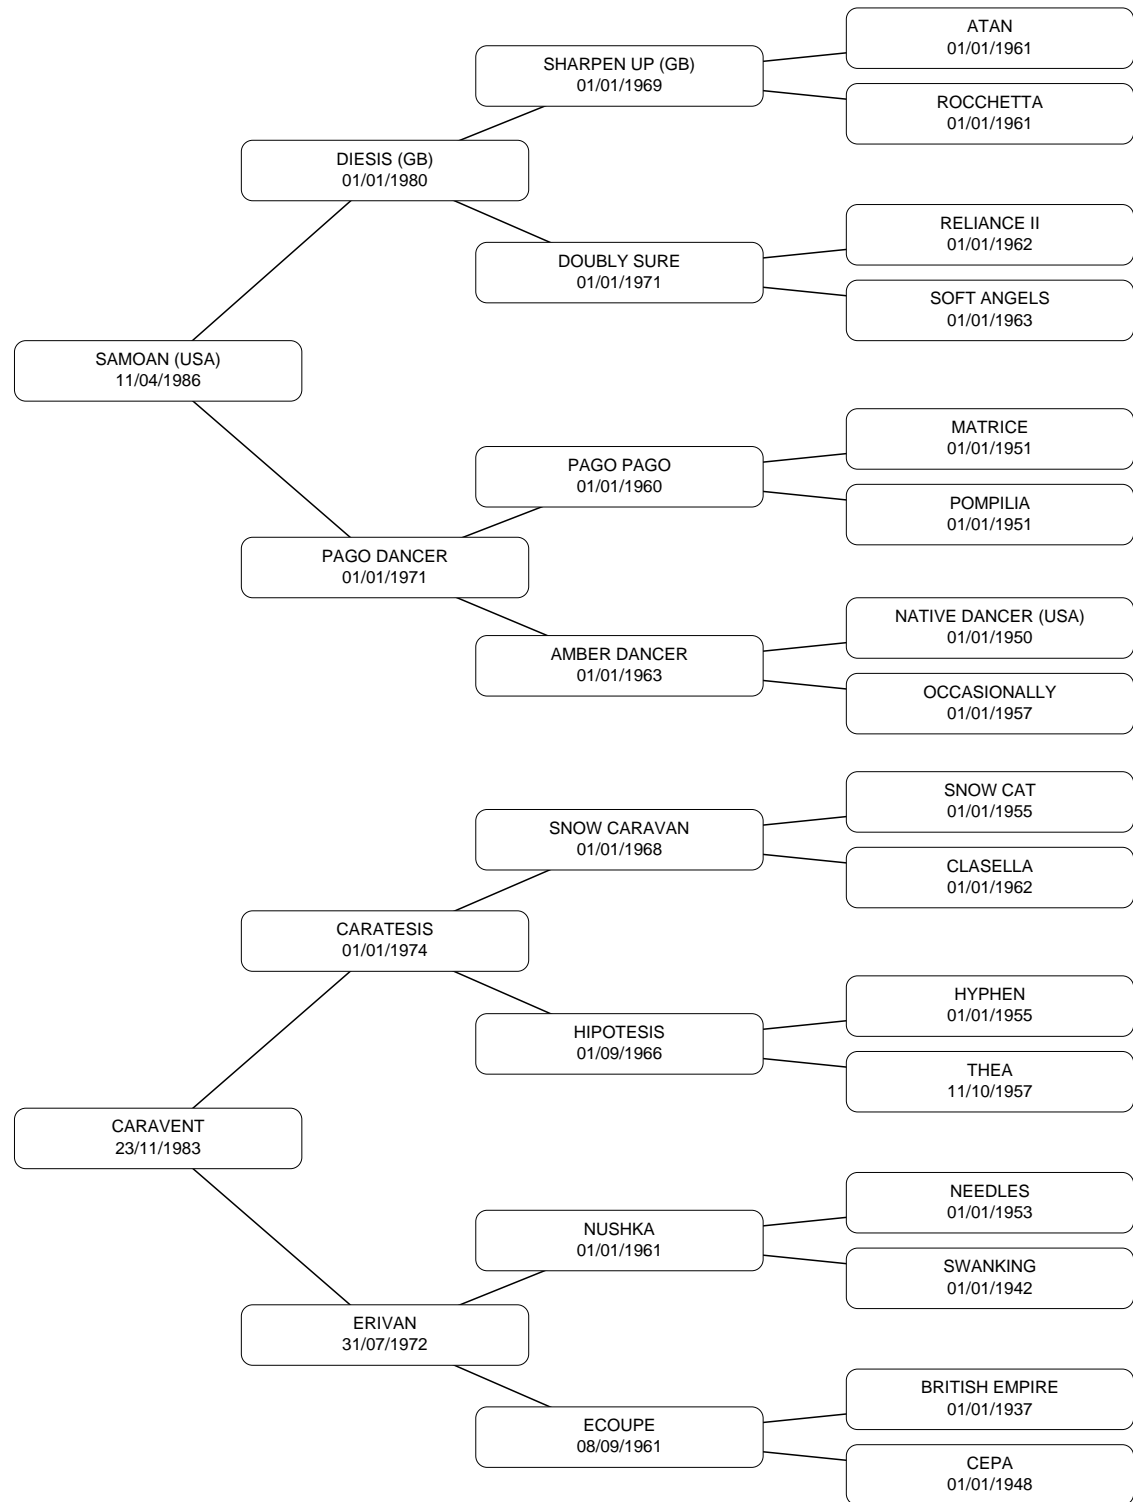 ATAN
01/01/1961
SHARPEN UP (GB)
01/01/1969
ROCCHETTA
01/01/1961
DIESIS (GB)
01/01/1980
RELIANCE II
01/01/1962
DOUBLY SURE
01/01/1971
SOFT ANGELS
01/01/1963
SAMOAN (USA)
11/04/1986
MATRICE
01/01/1951
PAGO PAGO
01/01/1960
POMPILIA
01/01/1951
PAGO DANCER
01/01/1971
NATIVE DANCER (USA)
01/01/1950
AMBER DANCER
01/01/1963
OCCASIONALLY
01/01/1957
SNOW CAT
01/01/1955
SNOW CARAVAN
01/01/1968
CLASELLA
01/01/1962
CARATESIS
01/01/1974
HYPHEN
01/01/1955
HIPOTESIS
01/09/1966
THEA
11/10/1957
CARAVENT
23/11/1983
NEEDLES
01/01/1953
NUSHKA
01/01/1961
SWANKING
01/01/1942
ERIVAN
31/07/1972
BRITISH EMPIRE
01/01/1937
ECOUPE
08/09/1961
CEPA
01/01/1948